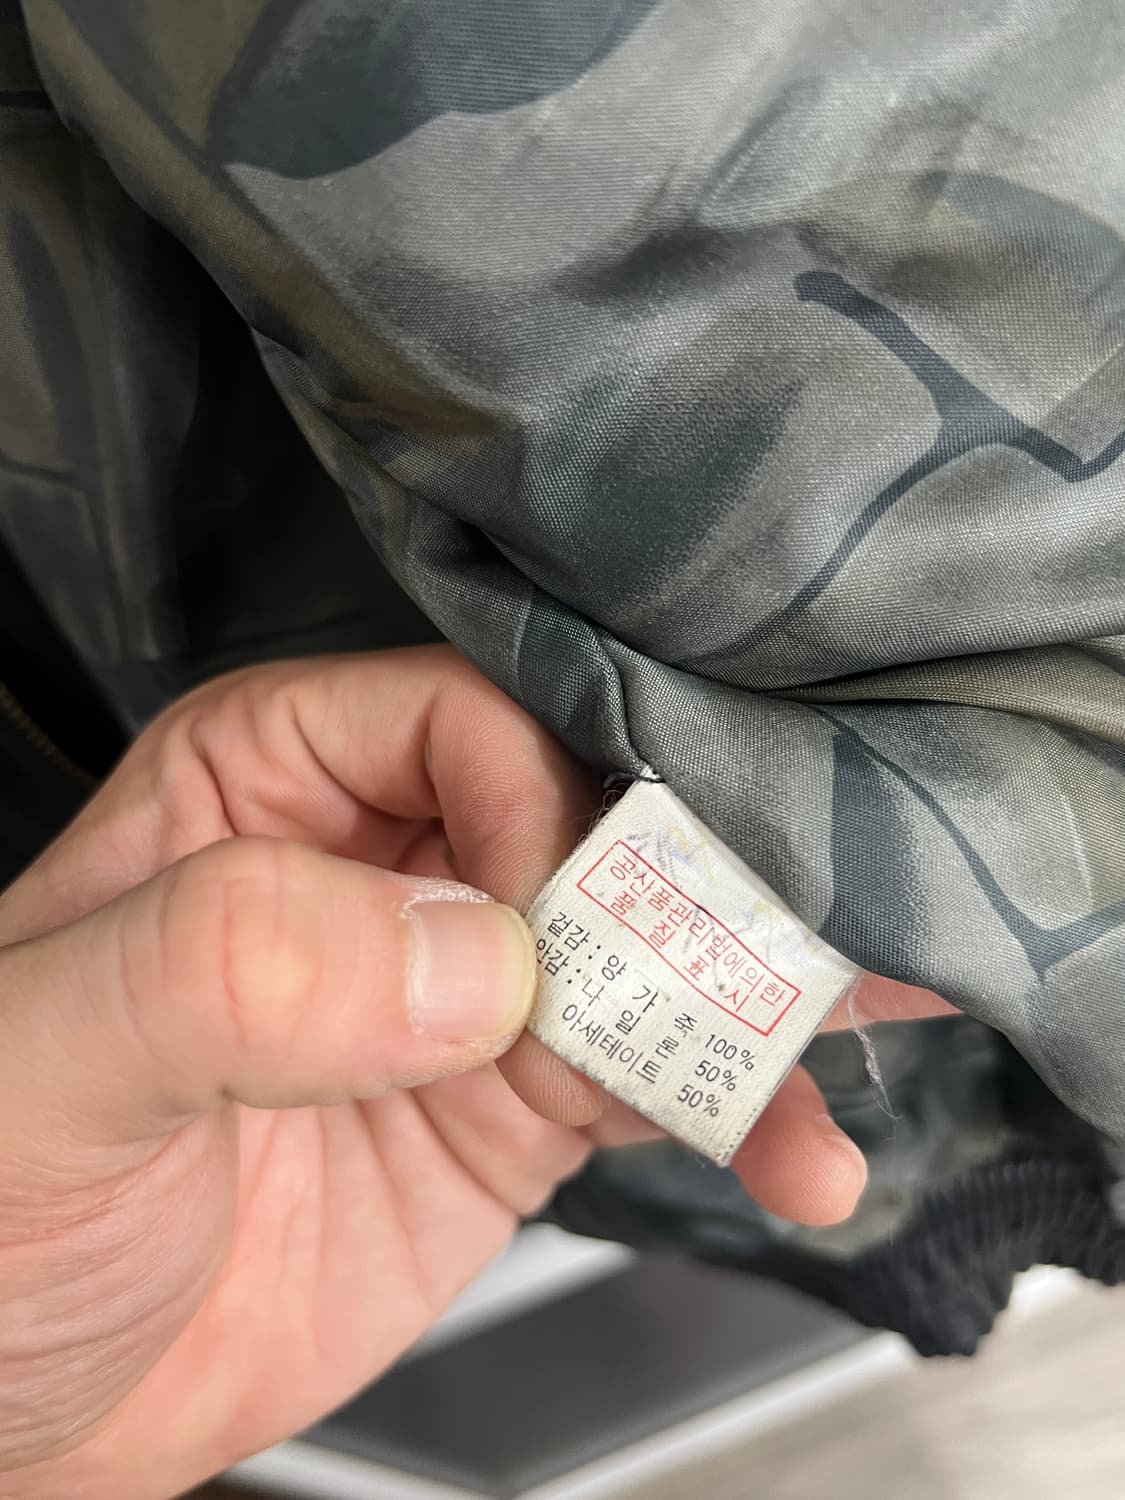 공산품관리법에의한
품질표시
겉감: 양가죽 100%
안감: 나일론 50%
아세테이트 50%